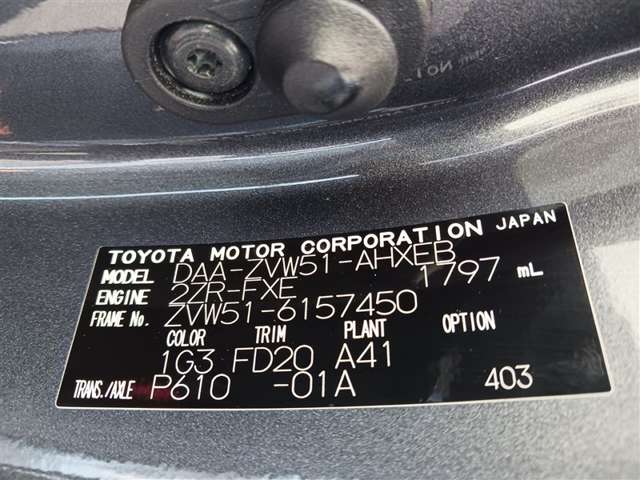 TOYOTA MOTOR CORPORATION JAPAN
MODEL DAA-ZVW51-AHXEB
ENGINE 2ZR-FXE 1797 mL
FRAME No. ZVW51-6157450
COLOR TRIM PLANT OPTION
1G3 FD20 A41
TRANS./AXLE P610 -01A 403